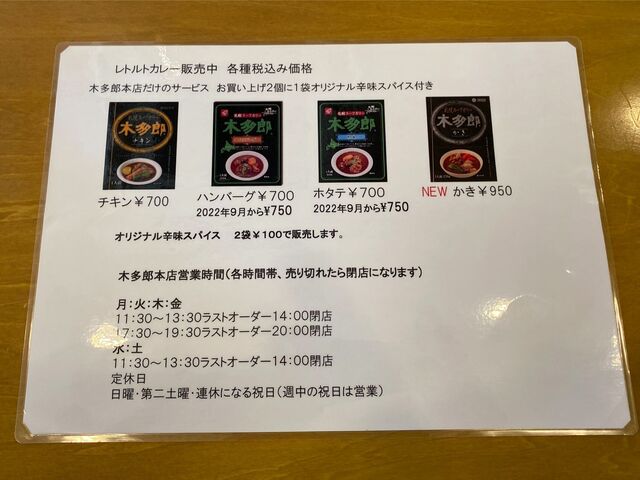 レトルトカレー販売中 各種税込み価格
木多郎本店だけのサービス お買い上げ2個に1袋オリジナル辛味スパイス付き
木多郎
チキン
木多郎
木多郎
木多郎
かき
チキン￥700
ハンバーグ￥700
2022年9月から¥750
ホタテ￥700
2022年9月から¥750
NEW かき￥950
オリジナル辛味スパイス 2袋￥100で販売します。
木多郎本店営業時間（各時間帯、売り切れたら閉店になります）
月:火:木:金
11:30～13:30ラストオーダー14:00閉店
17:30～19:30ラストオーダー20:00閉店
水:土
11:30～13:30ラストオーダー14:00閉店
定休日
日曜・第二土曜・連休になる祝日（週中の祝日は営業）